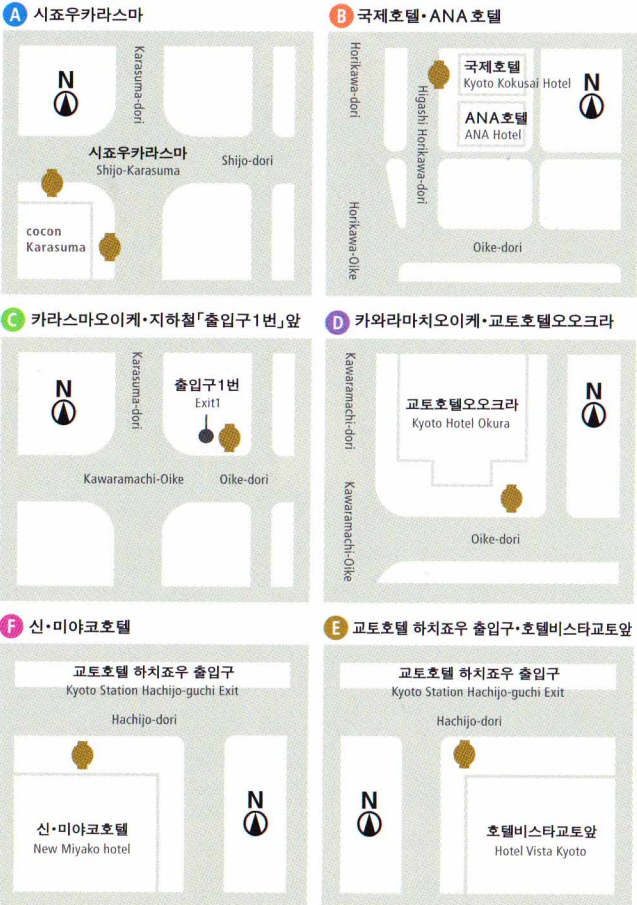 A 시죠우카라스마
N
Karasuma-dori
시죠우카라스마
Shijo-Karasuma
Shijo-dori
cocon
Karasuma
B 국제호텔•ANA호텔
Horikawa-dori
Higashi Horikawa-dori
국제호텔
Kyoto Kokusai Hotel
N
ANA호텔
ANA Hotel
Horikawa-Oike
Oike-dori
C 카라스마오이케•지하철「출입구1번」앞
N
Karasuma-dori
출입구1번
Exit1
Kawaramachi-Oike
Oike-dori
D 카와라마치오이케•교토호텔오오크라
Kawaramachi-dori
교토호텔오오크라
Kyoto Hotel Okura
N
Kawaramachi-Oike
Oike-dori
F 신•미야코호텔
교토호텔 하치죠우 출입구
Kyoto Station Hachijo-guchi Exit
Hachijo-dori
N
신•미야코호텔
New Miyako hotel
E 교토호텔 하치죠우 출입구•호텔비스타교토앞
교토호텔 하치죠우 출입구
Kyoto Station Hachijo-guchi Exit
Hachijo-dori
N
호텔비스타교토앞
Hotel Vista Kyoto